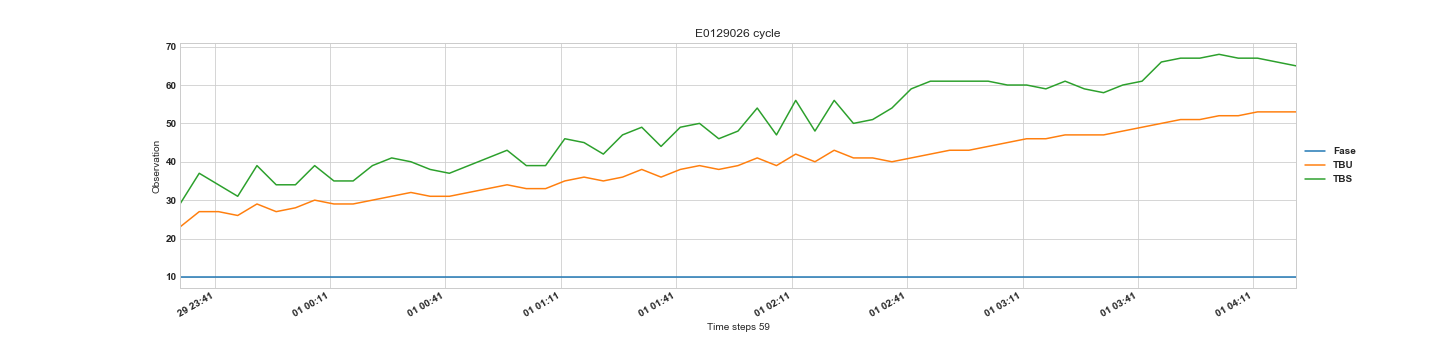 E0129026 cycle
70
60
50
40
30
20
10
Observation
29 23:41
01 00:11
01 00:41
01 01:11
01 01:41
01 02:11
01 02:41
01 03:11
01 03:41
01 04:11
Time steps 59
Fase
TBU
TBS